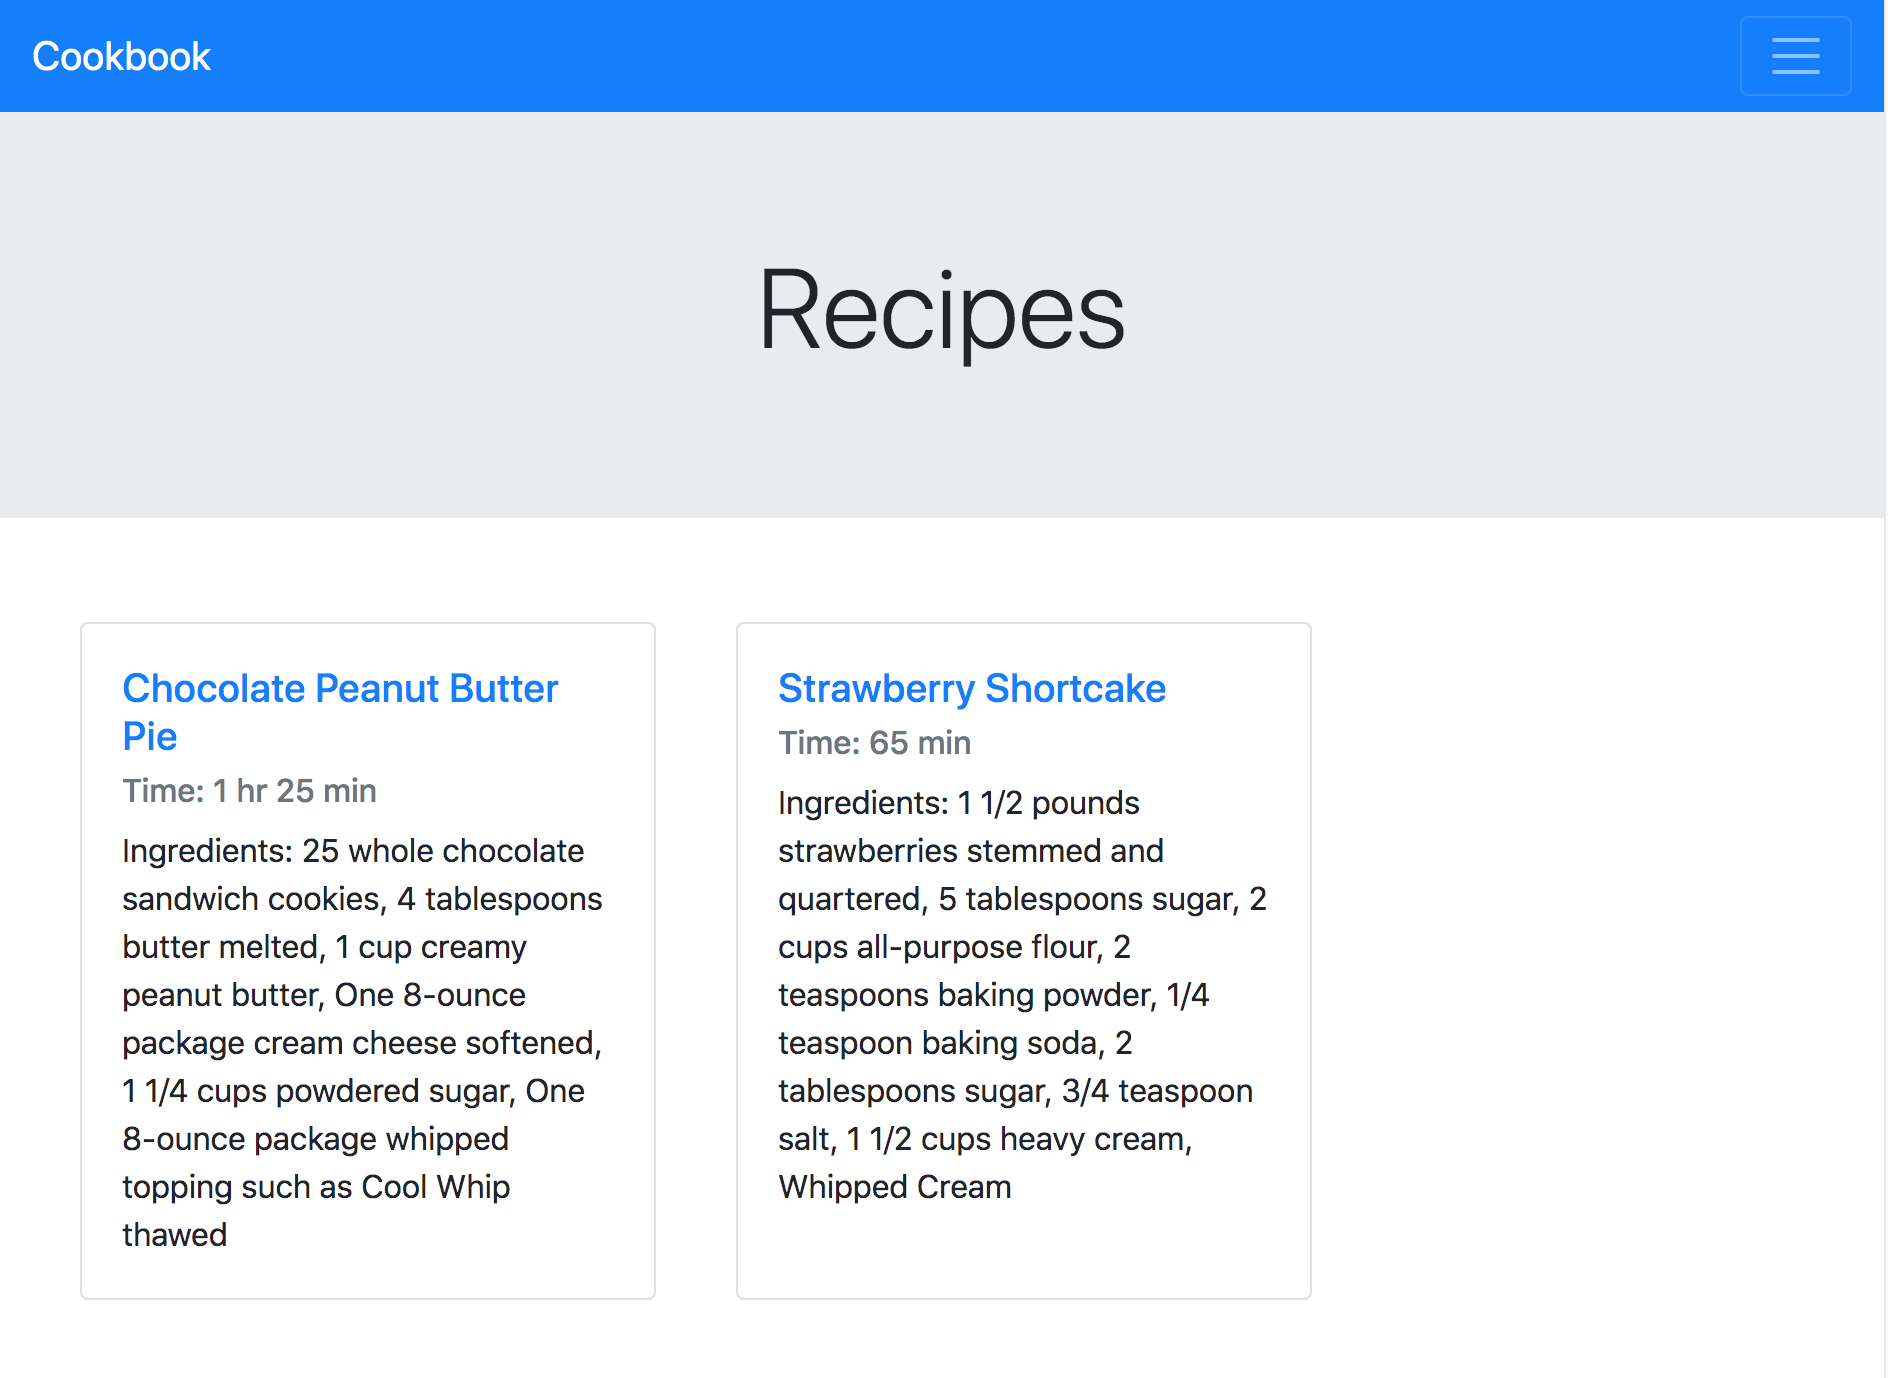 Cookbook
Recipes
Chocolate Peanut Butter
Pie
Time: 1 hr 25 min
Ingredients: 25 whole chocolate
sandwich cookies, 4 tablespoons
butter melted, 1 cup creamy
peanut butter, One 8-ounce
package cream cheese softened,
1 1/4 cups powdered sugar, One
8-ounce package whipped
topping such as Cool Whip
thawed
Strawberry Shortcake
Time: 65 min
Ingredients: 1 1/2 pounds
strawberries stemmed and
quartered, 5 tablespoons sugar, 2
cups all-purpose flour, 2
teaspoons baking powder, 1/4
teaspoon baking soda, 2
tablespoons sugar, 3/4 teaspoon
salt, 1 1/2 cups heavy cream,
Whipped Cream